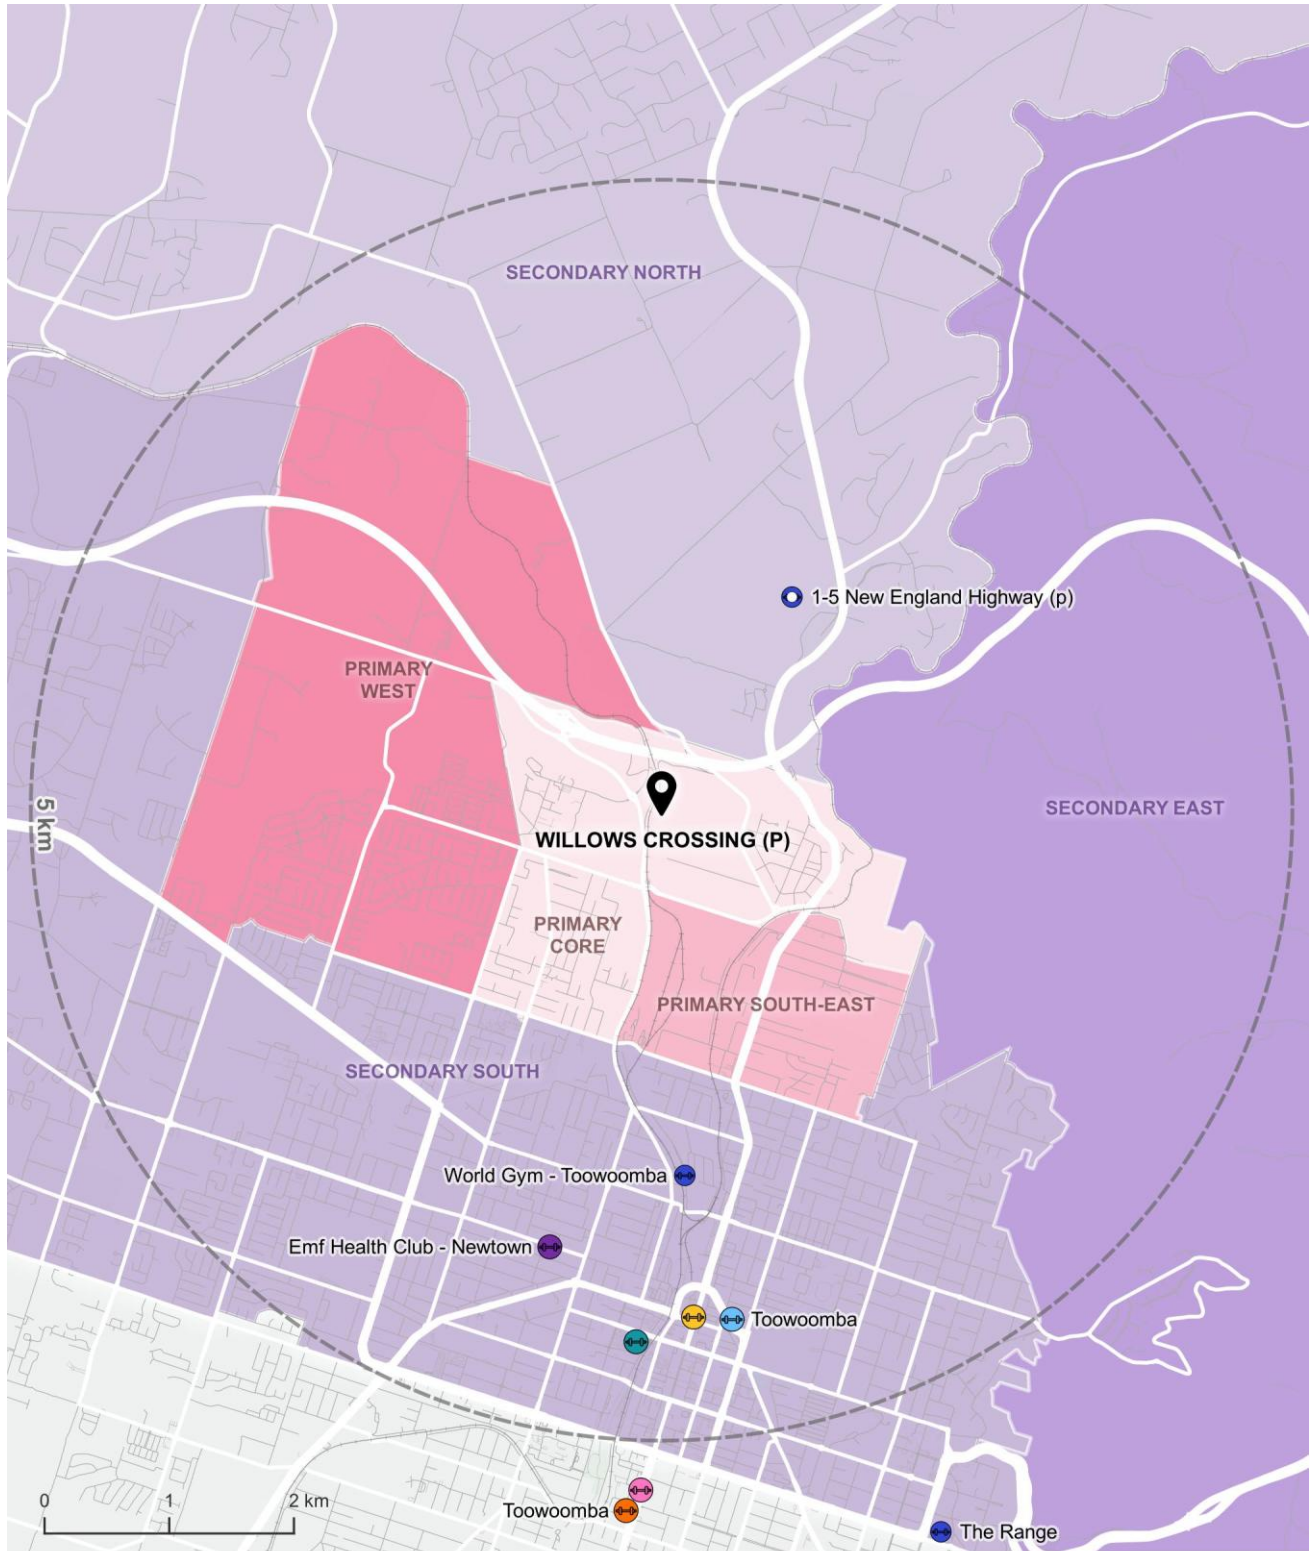 SECONDARY NORTH
1-5 New England Highway (p)
PRIMARY
WEST
5 km
SECONDARY EAST
WILLOWS CROSSING (P)
PRIMARY
CORE
PRIMARY SOUTH-EAST
SECONDARY SOUTH
World Gym - Toowoomba
Emf Health Club - Newtown
Toowoomba
0 1 2 km
Toowoomba
The Range